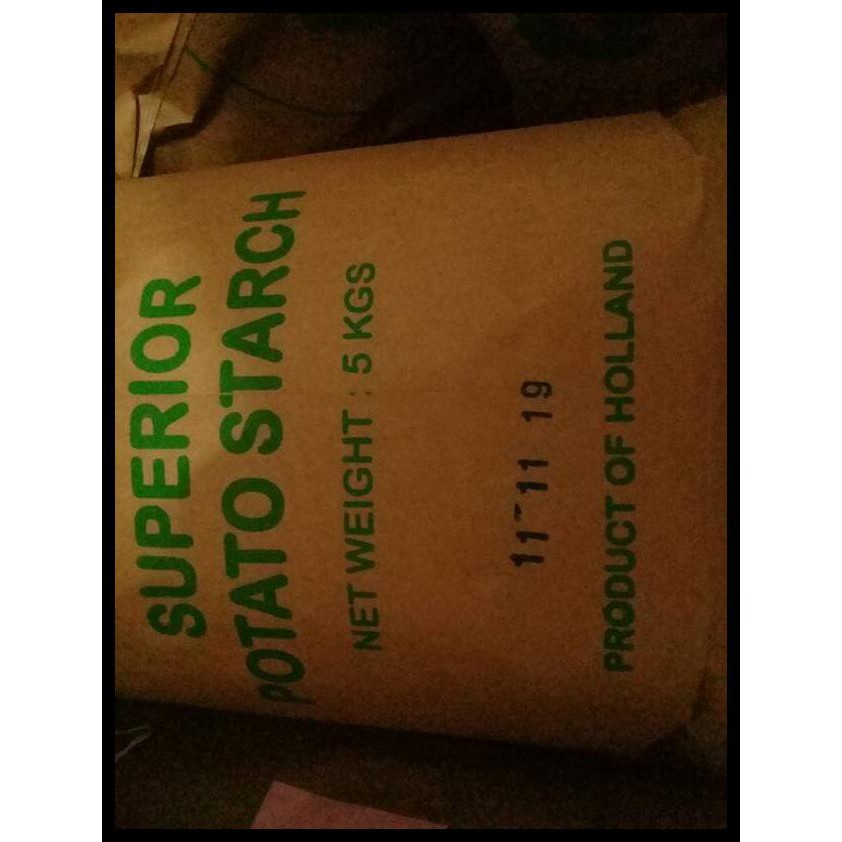 SUPERIOR
POTATO STARCH
NET WEIGHT : 5 KGS
11-11 19
PRODUCT OF HOLLAND